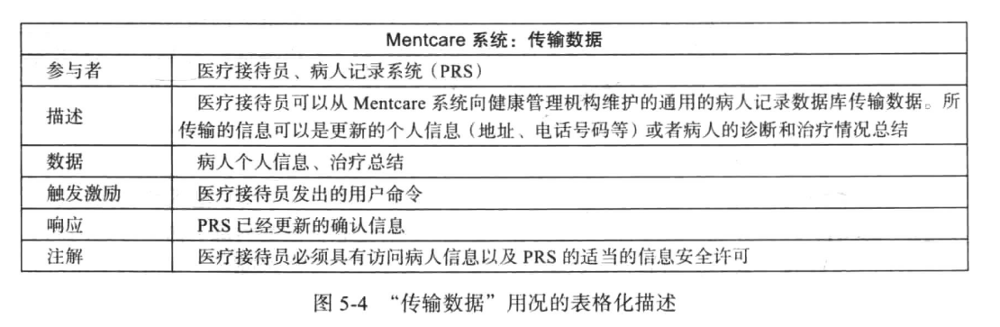 Mentcare 系统：传输数据
参与者 医疗接待员、病人记录系统（PRS）
描述 医疗接待员可以从 Mentcare 系统向健康管理机构维护的通用的病人记录数据库传输数据。所
传输的信息可以是更新的个人信息（地址、电话号码等）或者病人的诊断和治疗情况总结
数据 病人个人信息、治疗总结
触发激励 医疗接待员发出的用户命令
响应 PRS 已经更新的确认信息
注解 医疗接待员必须具有访问病人信息以及 PRS 的适当的信息安全许可
图 5-4 “传输数据”用况的表格化描述